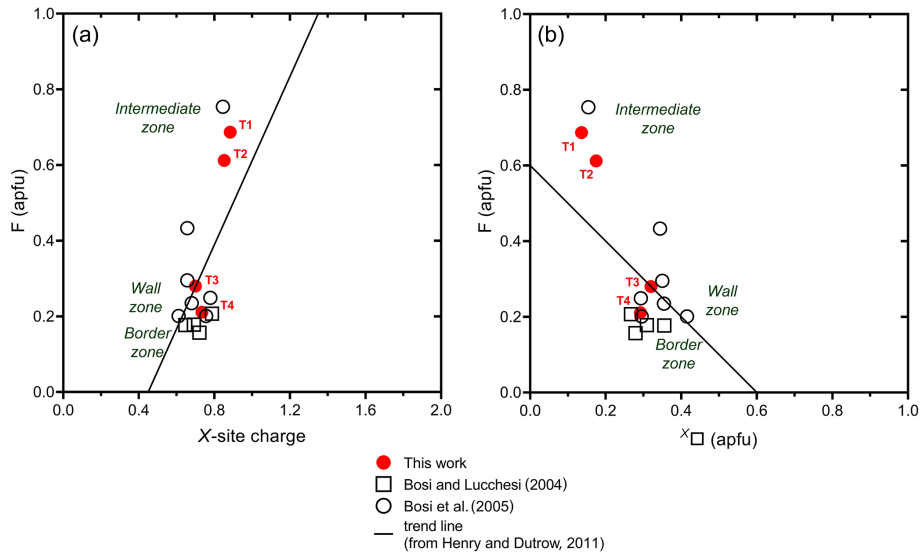 (a)
1.0
0.8
0.6
0.4
0.2
0.0
F (apfu)
Intermediate
zone
T1
T2
T3
T4
Wall
zone
Border
zone
0.0
0.4
0.8
1.2
1.6
2.0
X-site charge
(b)
1.0
0.8
0.6
0.4
0.2
0.0
F (apfu)
Intermediate
zone
T1
T2
T3
T4
Wall
zone
Border
zone
0.0
0.2
0.4
0.6
0.8
1.0
X□ (apfu)
This work
Bosi and Lucchesi (2004)
Bosi et al. (2005)
trend line
(from Henry and Dutrow, 2011)